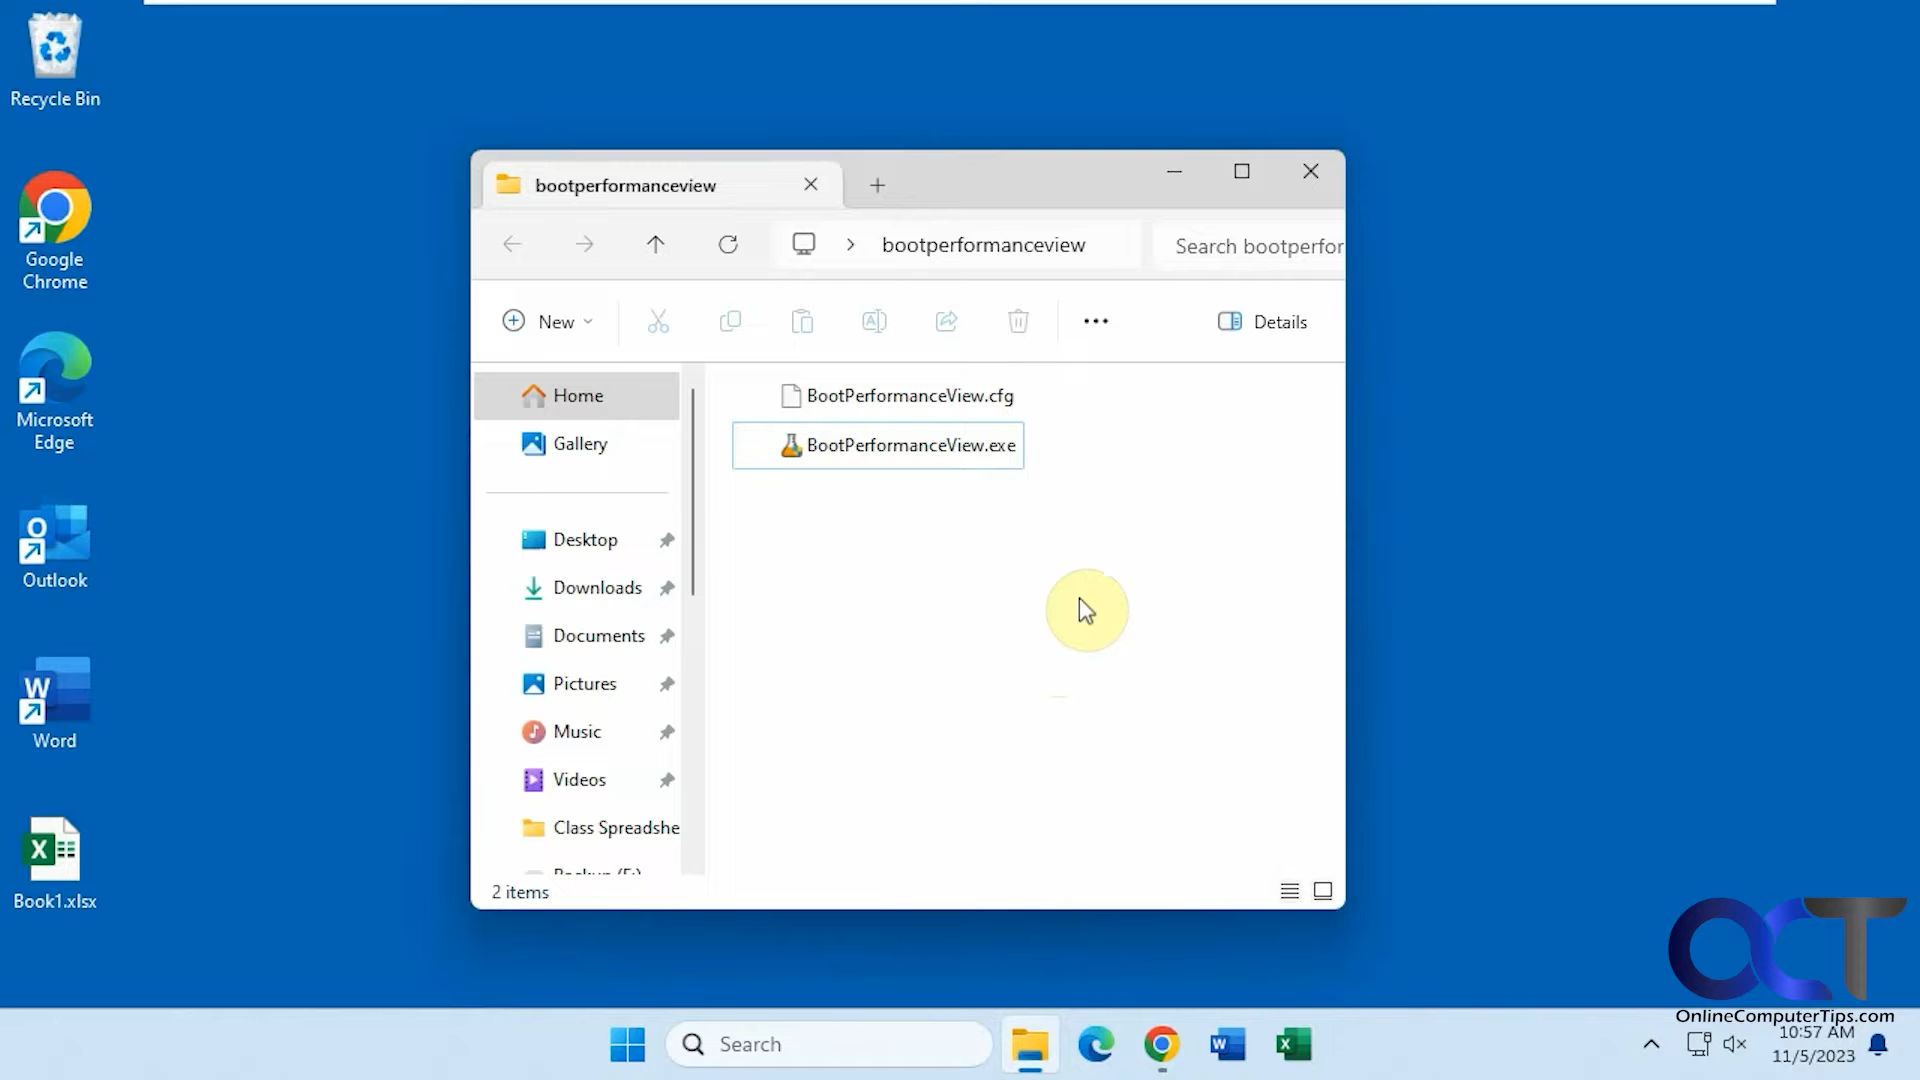 Recycle Bin
Google
Chrome
Microsoft
Edge
Outlook
Word
Book1.xlsx
bootperformanceview
bootperformanceview
Search bootperfor
New
Details
Home
Gallery
Desktop
Downloads
Documents
Pictures
Music
Videos
Class Spreadshe
BootPerformanceView.cfg
BootPerformanceView.exe
2 items
OCT
OnlineComputerTips.com
Search
10:57 AM
11/5/2023